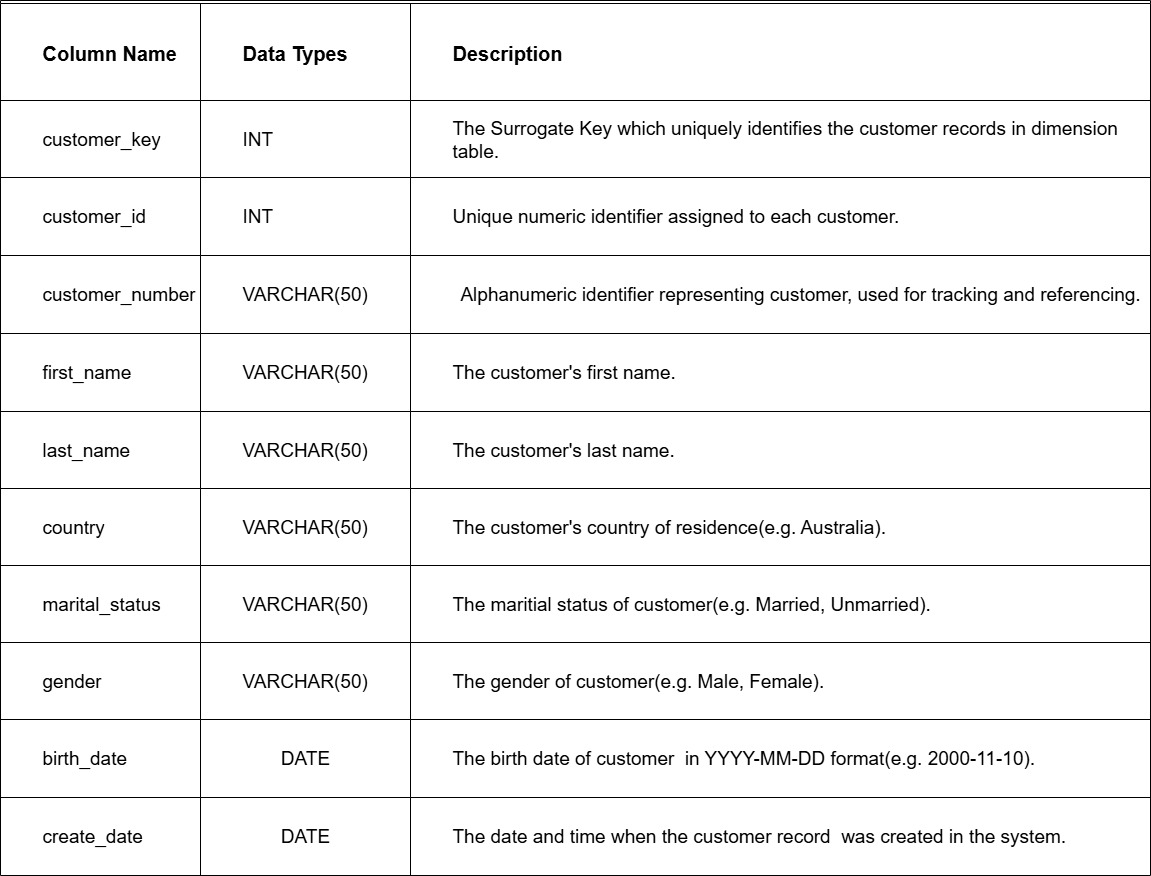 Column Name Data Types Description
customer_key INT The Surrogate Key which uniquely identifies the customer records in dimension
table.
customer_id INT Unique numeric identifier assigned to each customer.
customer_number VARCHAR(50) Alphanumeric identifier representing customer, used for tracking and referencing.
first_name VARCHAR(50) The customer's first name.
last_name VARCHAR(50) The customer's last name.
country VARCHAR(50) The customer's country of residence(e.g. Australia).
marital_status VARCHAR(50) The maritial status of customer(e.g. Married, Unmarried).
gender VARCHAR(50) The gender of customer(e.g. Male, Female).
birth_date DATE The birth date of customer  in YYYY-MM-DD format(e.g. 2000-11-10).
create_date DATE The date and time when the customer record  was created in the system.